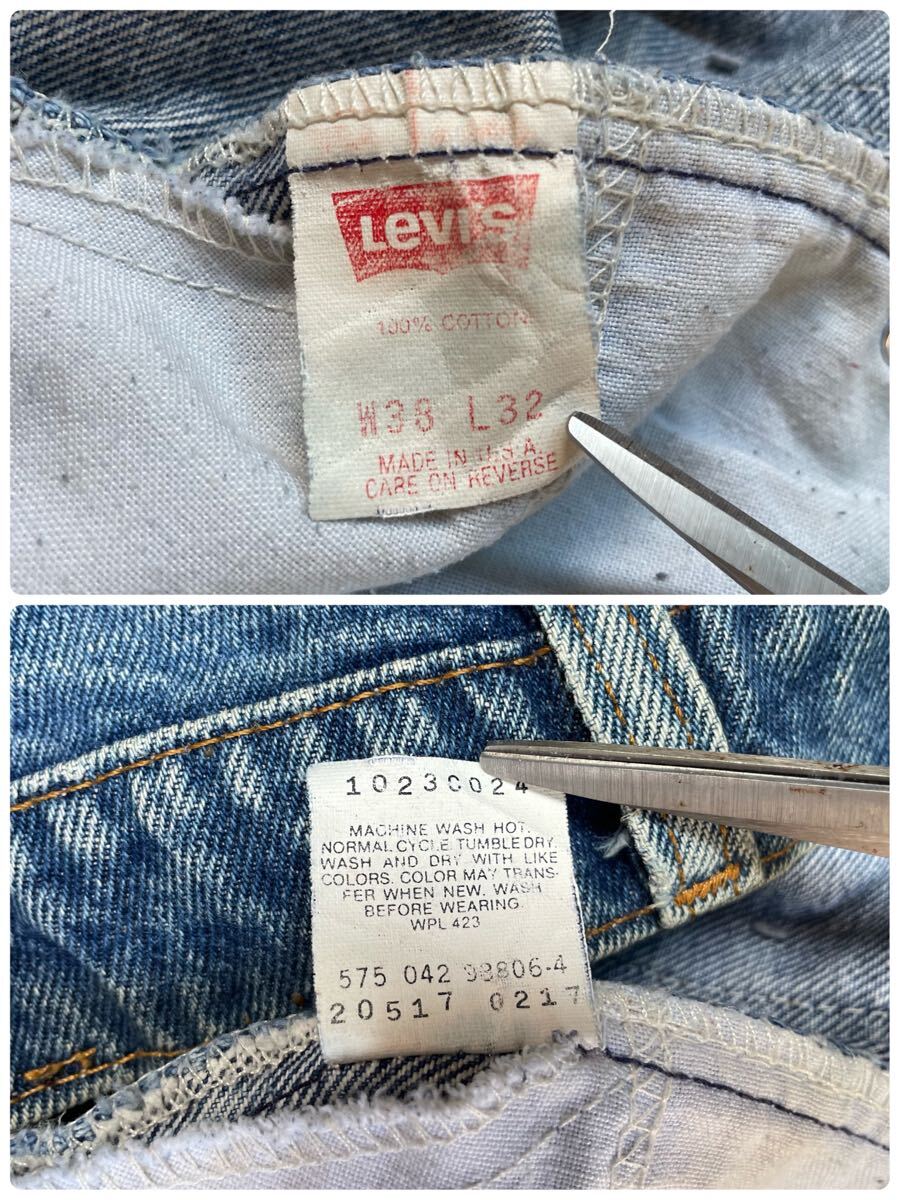 Levi's
100% COTTON
W38 L32
MADE IN U.S.A.
CARE ON REVERSE
10230024
MACHINE WASH HOT.
NORMAL CYCLE. TUMBLE DRY.
WASH AND DRY WITH LIKE
COLORS. COLOR MAY TRANS-
FER WHEN NEW. WASH
BEFORE WEARING.
WPL 423
575 042 98806-4
20517 0217